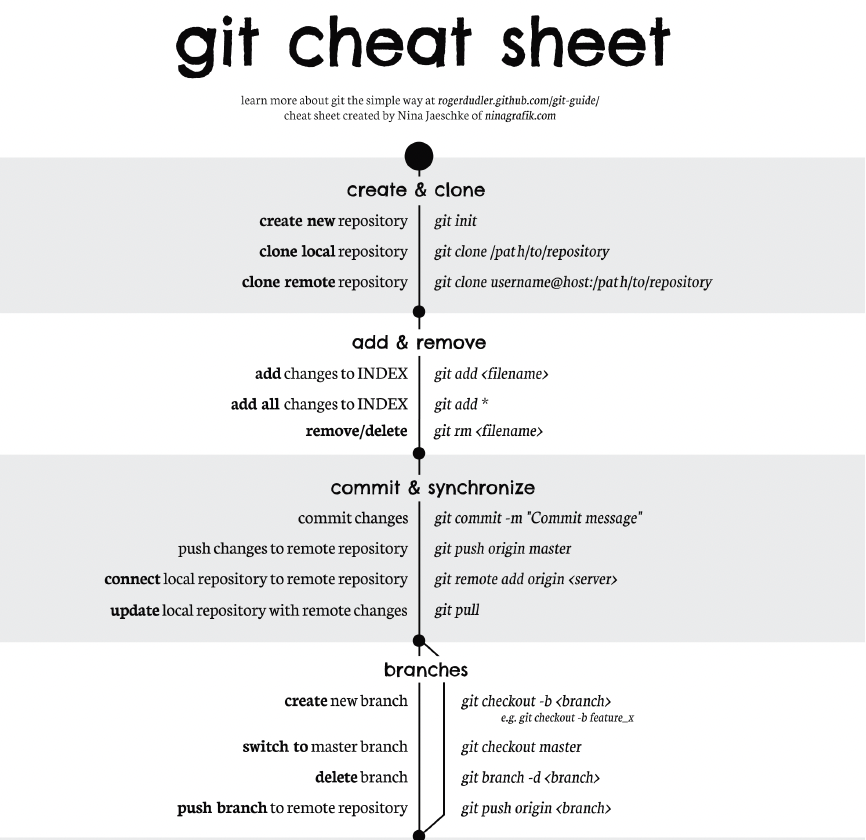 git cheat sheet
learn more about git the simple way at rogerdudler.github.com/git-guide/
cheat sheet created by Nina Jaeschke of ninagrafik.com
create & clone
create new repository git init
clone local repository git clone /path/to/repository
clone remote repository git clone username@host:/path/to/repository
add & remove
add changes to INDEX git add <filename>
add all changes to INDEX git add *
remove/delete git rm <filename>
commit & synchronize
commit changes git commit -m "Commit message"
push changes to remote repository git push origin master
connect local repository to remote repository git remote add origin <server>
update local repository with remote changes git pull
branches
create new branch git checkout -b <branch>
e.g. git checkout -b feature_x
switch to master branch git checkout master
delete branch git branch -d <branch>
push branch to remote repository git push origin <branch>